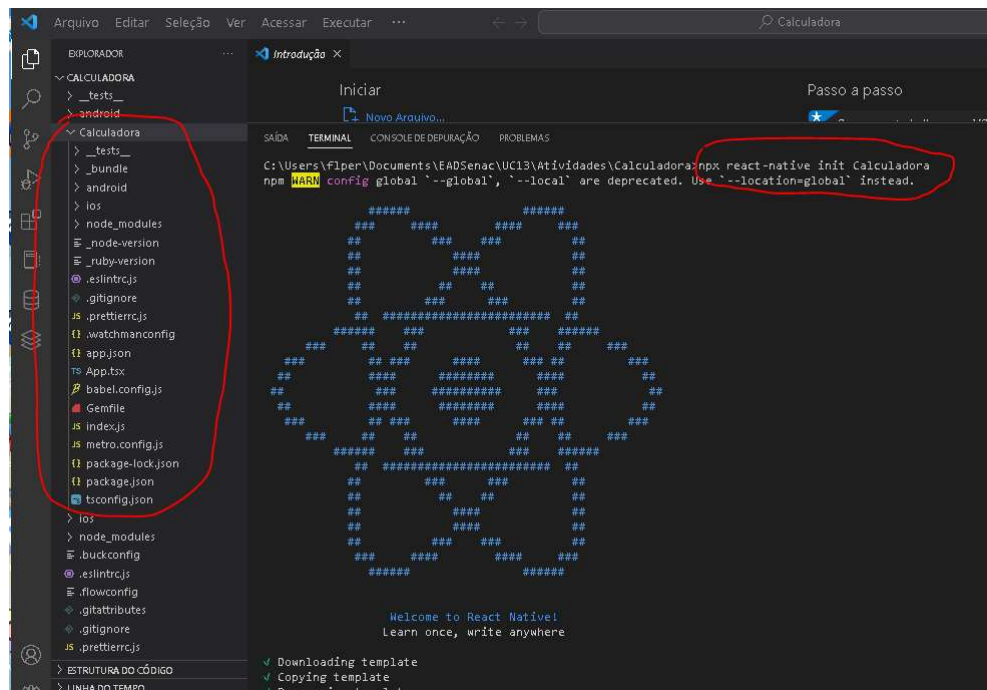 Arquivo Editar Seleção Ver Acessar Executar ··· Calculadora
EXPLORADOR ···
CALCULADORA
__tests__
android
Calculadora
__tests__
_bundle
android
ios
node_modules
_node-version
_ruby-version
.eslintrc.js
.gitignore
JS .prettierrc.js
{} .watchmanconfig
{} app.json
TS App.tsx
babel.config.js
Gemfile
JS index.js
JS metro.config.js
{} package-lock.json
{} package.json
tsconfig.json
ios
node_modules
.buckconfig
.eslintrc.js
.flowconfig
.gitattributes
.gitignore
JS .prettierrc.js
ESTRUTURA DO CÓDIGO
LINHA DO TEMPO
Introdução
Iniciar
Novo Arquivo...
Passo a passo
SAÍDA TERMINAL CONSOLE DE DEPURAÇÃO PROBLEMAS
C:\Users\flper\Documents\EADSenac\UC13\Atividades\Calculadora>npx react-native init Calculadora
npm WARN config global `--global`, `--local` are deprecated. Use `--location=global` instead.
Welcome to React Native!
Learn once, write anywhere
√ Downloading template
√ Copying template